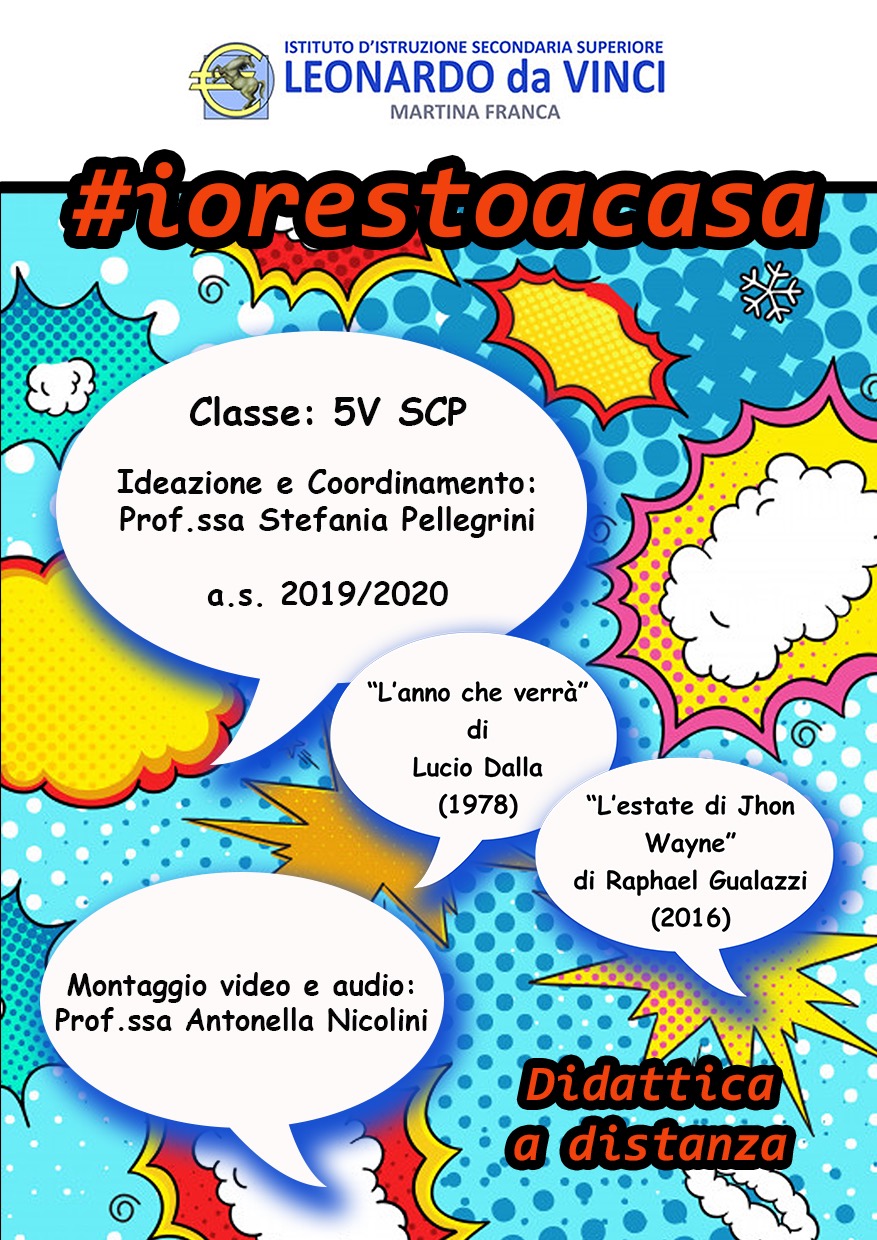 ISTITUTO D'ISTRUZIONE SECONDARIA SUPERIORE
LEONARDO da VINCI
MARTINA FRANCA
#iorestoacasa
Classe: 5V SCP
Ideazione e Coordinamento:
Prof.ssa Stefania Pellegrini
a.s. 2019/2020
“L'anno che verrà”
di
Lucio Dalla
(1978)
“L'estate di Jhon
Wayne”
di Raphael Gualazzi
(2016)
Montaggio video e audio:
Prof.ssa Antonella Nicolini
Didattica
a distanza